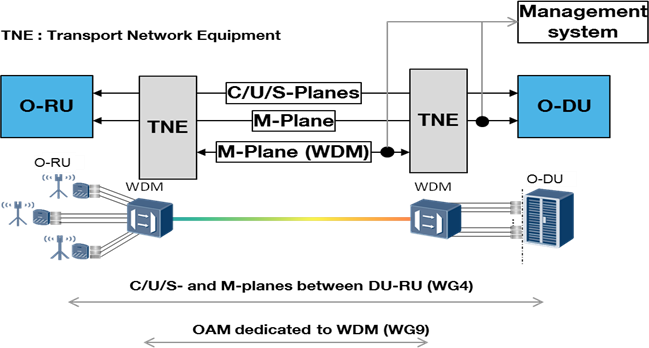 Management
system
TNE : Transport Network Equipment
O-RU
TNE
C/U/S-Planes
M-Plane
M-Plane (WDM)
TNE
O-DU
O-RU
WDM
WDM
O-DU
C/U/S- and M-planes between DU-RU (WG4)
OAM dedicated to WDM (WG9)